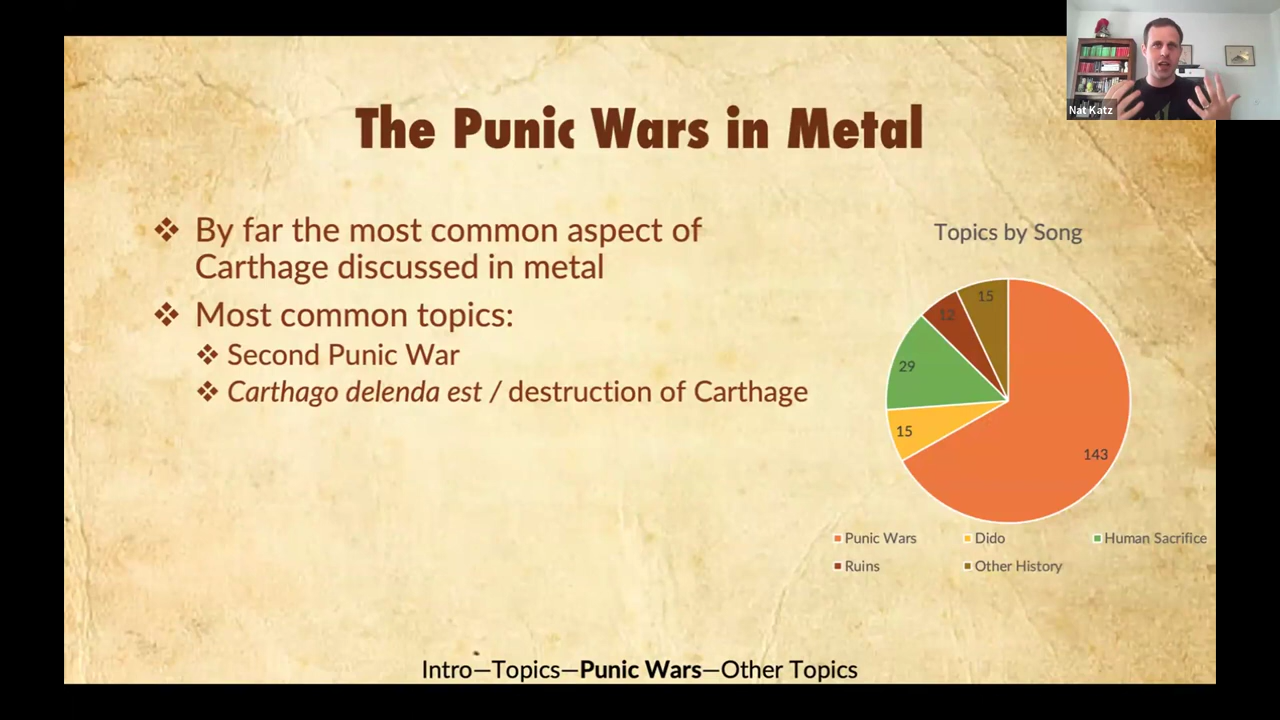 Nat Katz
The Punic Wars in Metal
❖ By far the most common aspect of
Carthage discussed in metal
❖ Most common topics:
❖ Second Punic War
❖ Carthago delenda est / destruction of Carthage
Topics by Song
15
12
29
15
143
Punic Wars Dido Human Sacrifice
Ruins Other History
Intro—Topics—Punic Wars—Other Topics